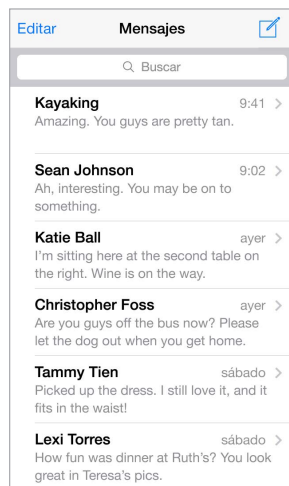 Editar
Mensajes
Buscar
Kayaking 9:41
Amazing. You guys are pretty tan.
Sean Johnson 9:02
Ah, interesting. You may be on to
something.
Katie Ball ayer
I'm sitting here at the second table on
the right. Wine is on the way.
Christopher Foss ayer
Are you guys off the bus now? Please
let the dog out when you get home.
Tammy Tien sábado
Picked up the dress. I still love it, and it
fits in the waist!
Lexi Torres sábado
How fun was dinner at Ruth's? You look
great in Teresa's pics.